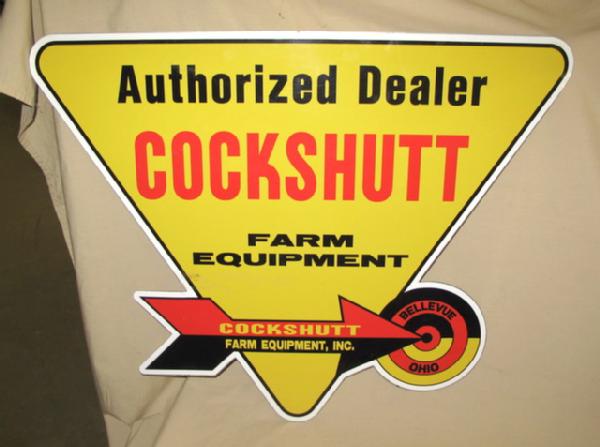 Authorized Dealer
COCKSHUTT
FARM
EQUIPMENT
COCKSHUTT
FARM EQUIPMENT, INC.
BELLEVUE
OHIO